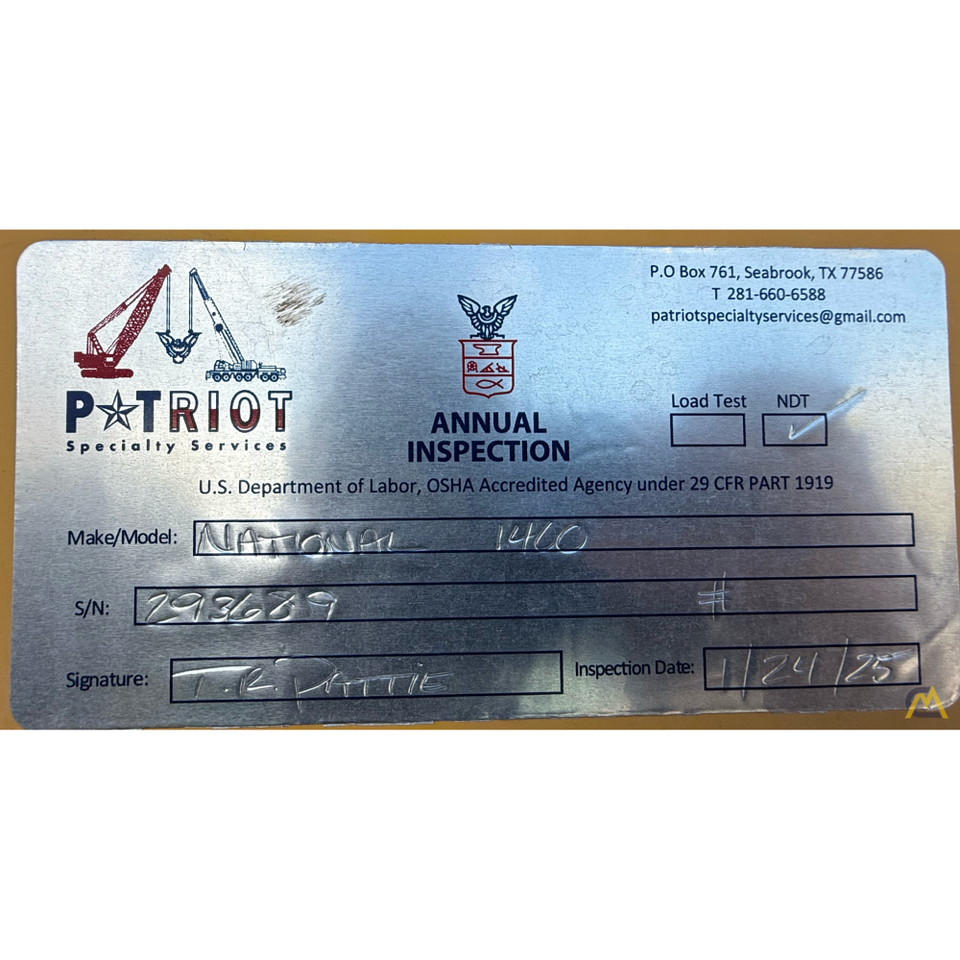 P.O Box 761, Seabrook, TX 77586
T 281-660-6588
patriotspecialtyservices@gmail.com
PATRIOT
Specialty Services
ANNUAL
INSPECTION
Load Test NDT ✓
U.S. Department of Labor, OSHA Accredited Agency under 29 CFR PART 1919
Make/Model: NATIONAL 1400
S/N: 293689 #
Signature: T.R. PATTIE
Inspection Date: 1/24/25